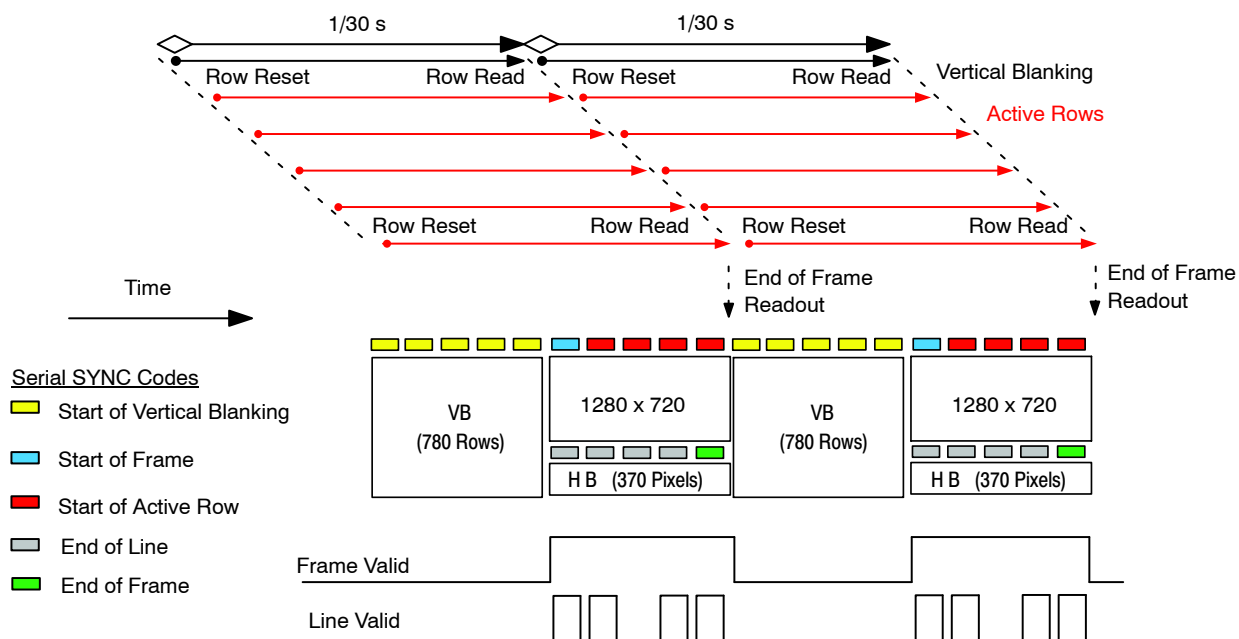 1/30 s
1/30 s
Row Reset
Row Read
Row Reset
Row Read
Vertical Blanking
Active Rows
Row Reset
Row Read
Row Reset
Row Read
End of Frame
Readout
End of Frame
Readout
Time
Serial SYNC Codes
Start of Vertical Blanking
Start of Frame
Start of Active Row
End of Line
End of Frame
VB
(780 Rows)
1280 x 720
H B (370 Pixels)
VB
(780 Rows)
1280 x 720
H B (370 Pixels)
Frame Valid
Line Valid